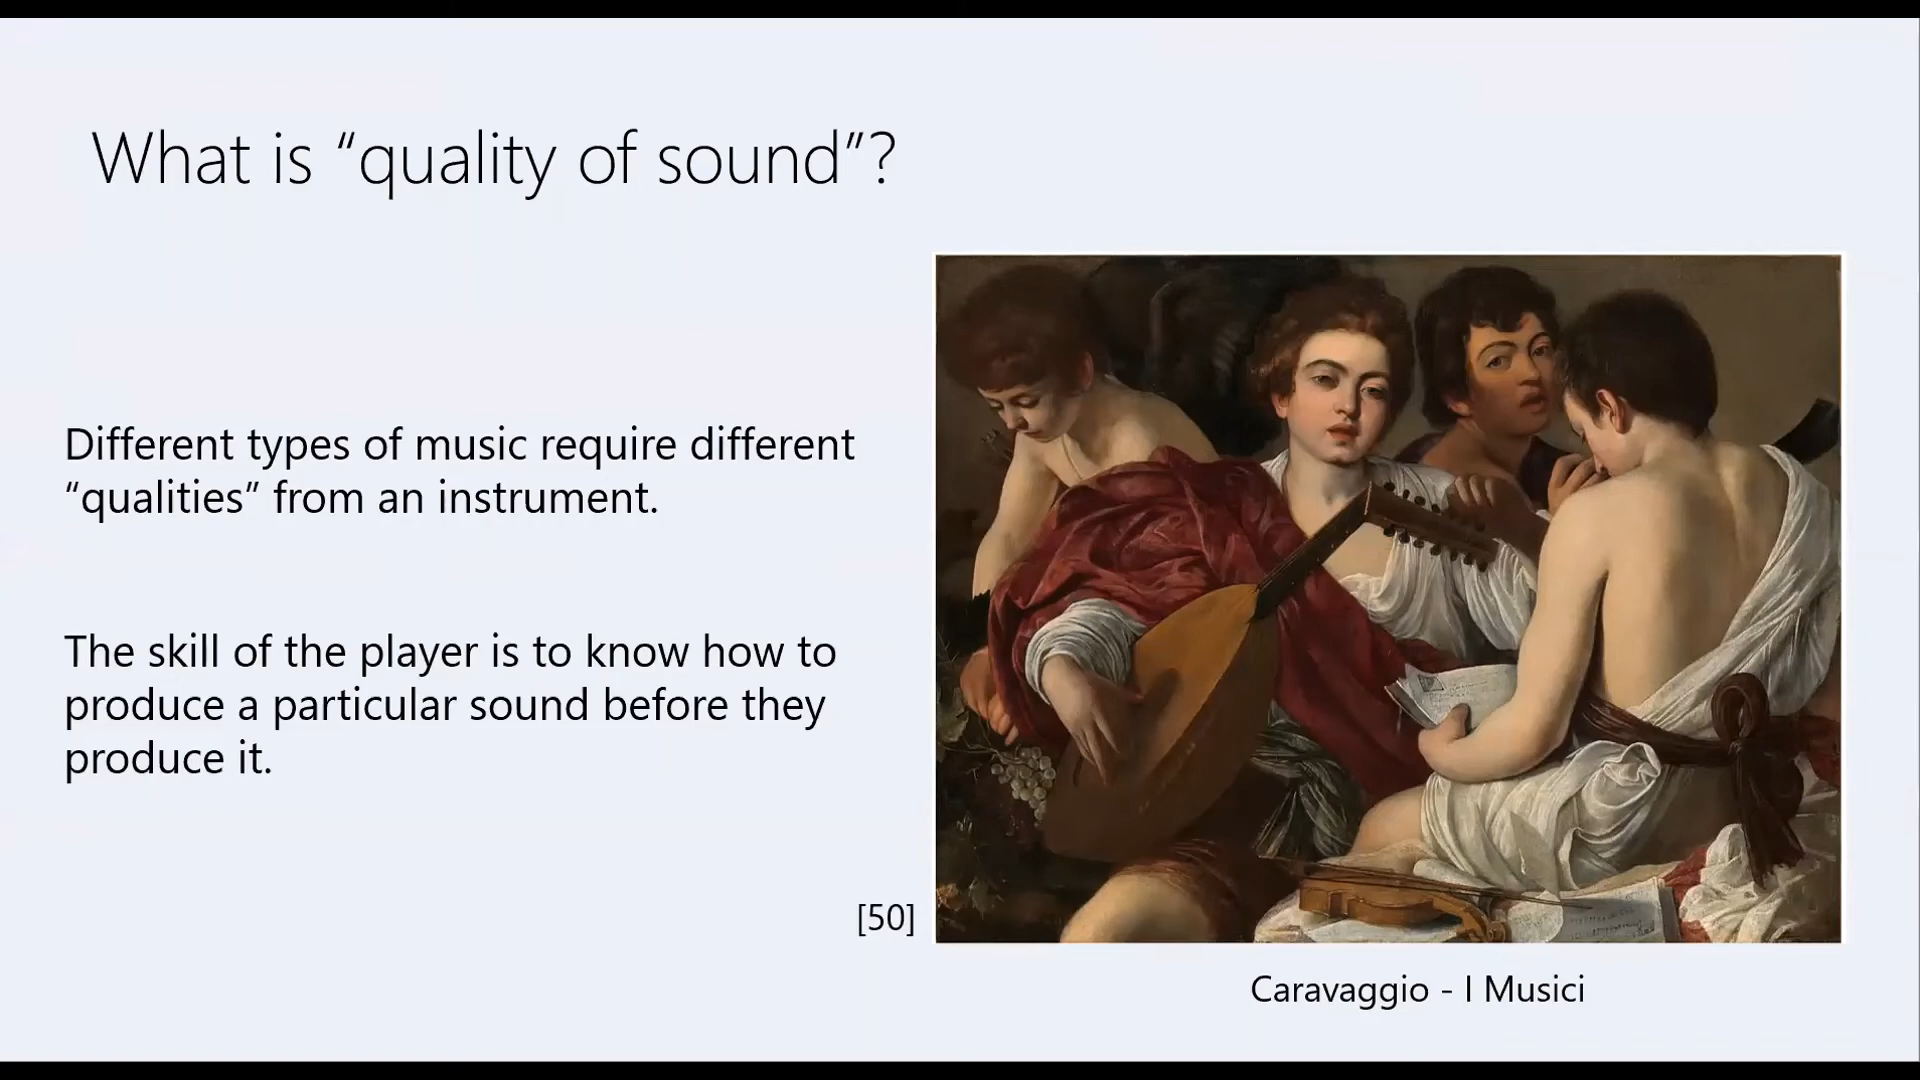 What is “quality of sound”?
Different types of music require different
“qualities” from an instrument.
The skill of the player is to know how to
produce a particular sound before they
produce it.
[50]
Caravaggio - I Musici